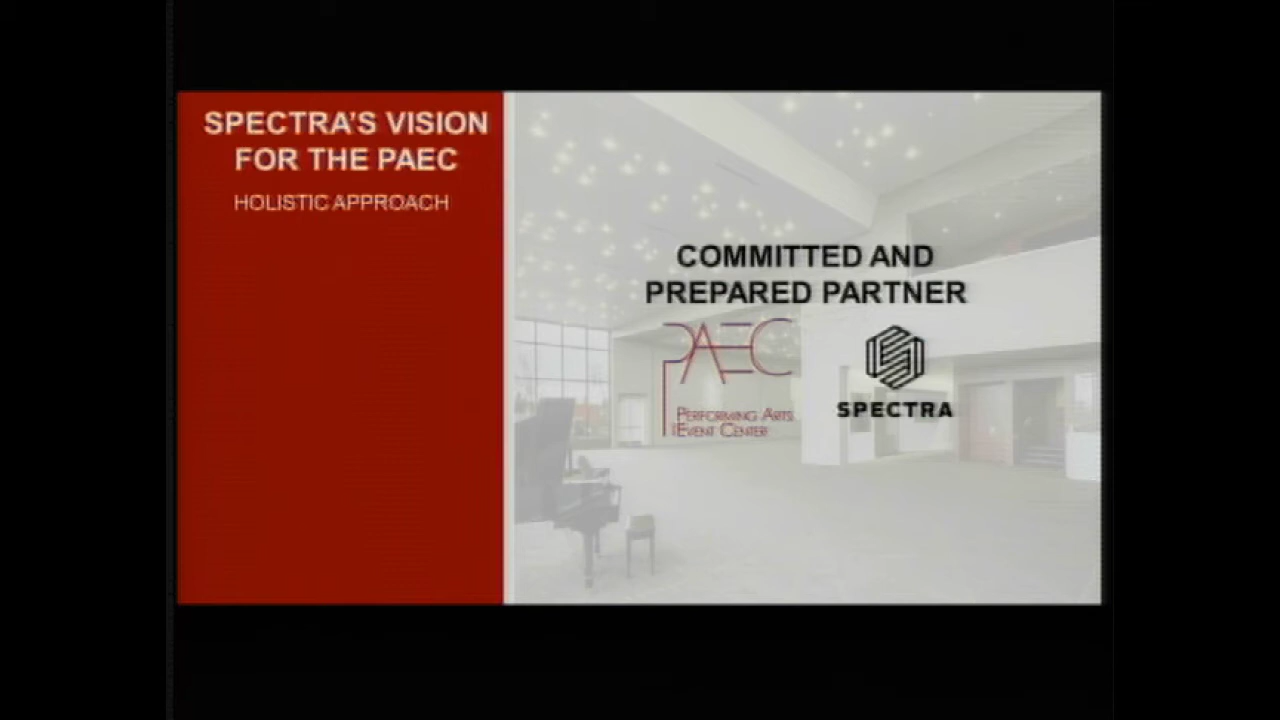 SPECTRA'S VISION
FOR THE PAEC
HOLISTIC APPROACH
COMMITTED AND
PREPARED PARTNER
PAEC
PERFORMING ARTS
EVENT CENTER
SPECTRA